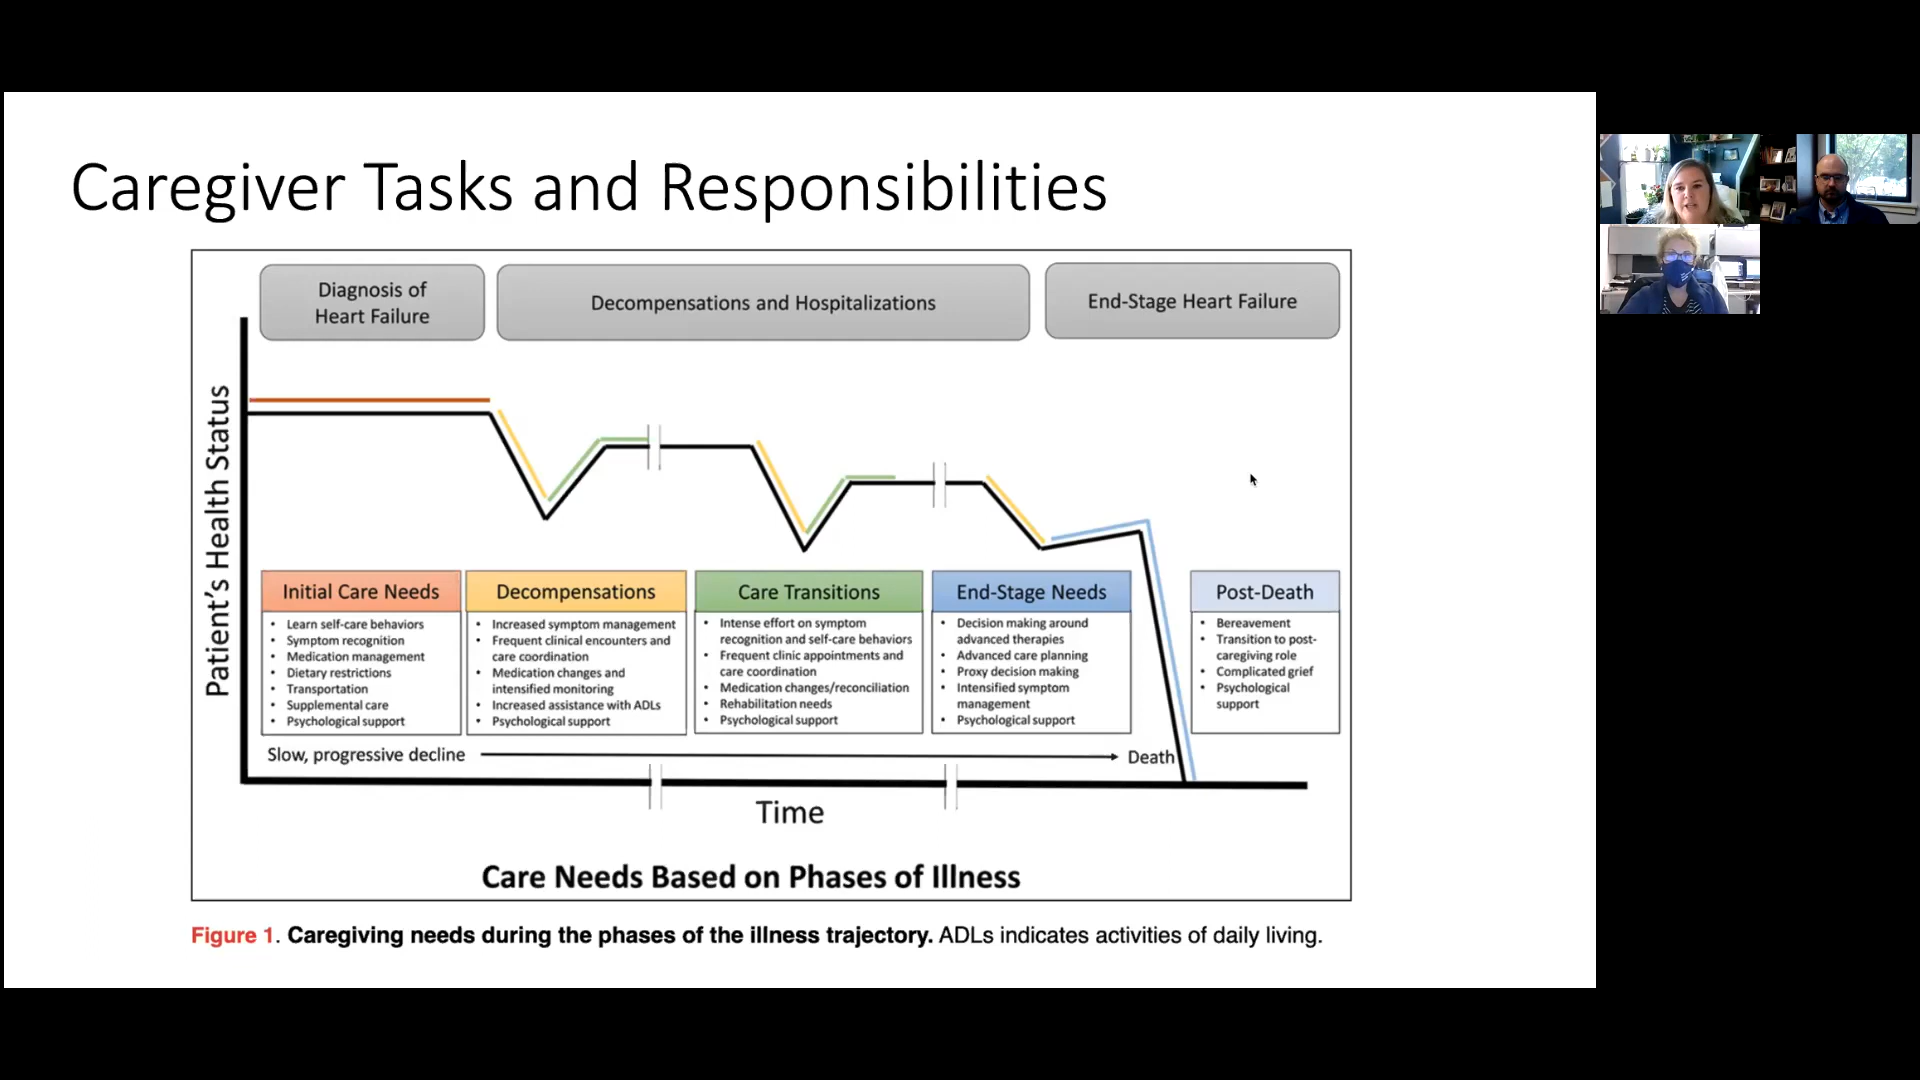 Caregiver Tasks and Responsibilities
Diagnosis of
Heart Failure
Decompensations and Hospitalizations
End-Stage Heart Failure
Patient's Health Status
Initial Care Needs
• Learn self-care behaviors
• Symptom recognition
• Medication management
• Dietary restrictions
• Transportation
• Supplemental care
• Psychological support
Decompensations
• Increased symptom management
• Frequent clinical encounters and
care coordination
• Medication changes and
intensified monitoring
• Increased assistance with ADLs
• Psychological support
Care Transitions
• Intense effort on symptom
recognition and self-care behaviors
• Frequent clinic appointments and
care coordination
• Medication changes/reconciliation
• Rehabilitation needs
• Psychological support
End-Stage Needs
• Decision making around
advanced therapies
• Advanced care planning
• Proxy decision making
• Intensified symptom
management
• Psychological support
Post-Death
• Bereavement
• Transition to post-
caregiving role
• Complicated grief
• Psychological
support
Slow, progressive decline
Death
Time
Care Needs Based on Phases of Illness
Figure 1. Caregiving needs during the phases of the illness trajectory. ADLs indicates activities of daily living.